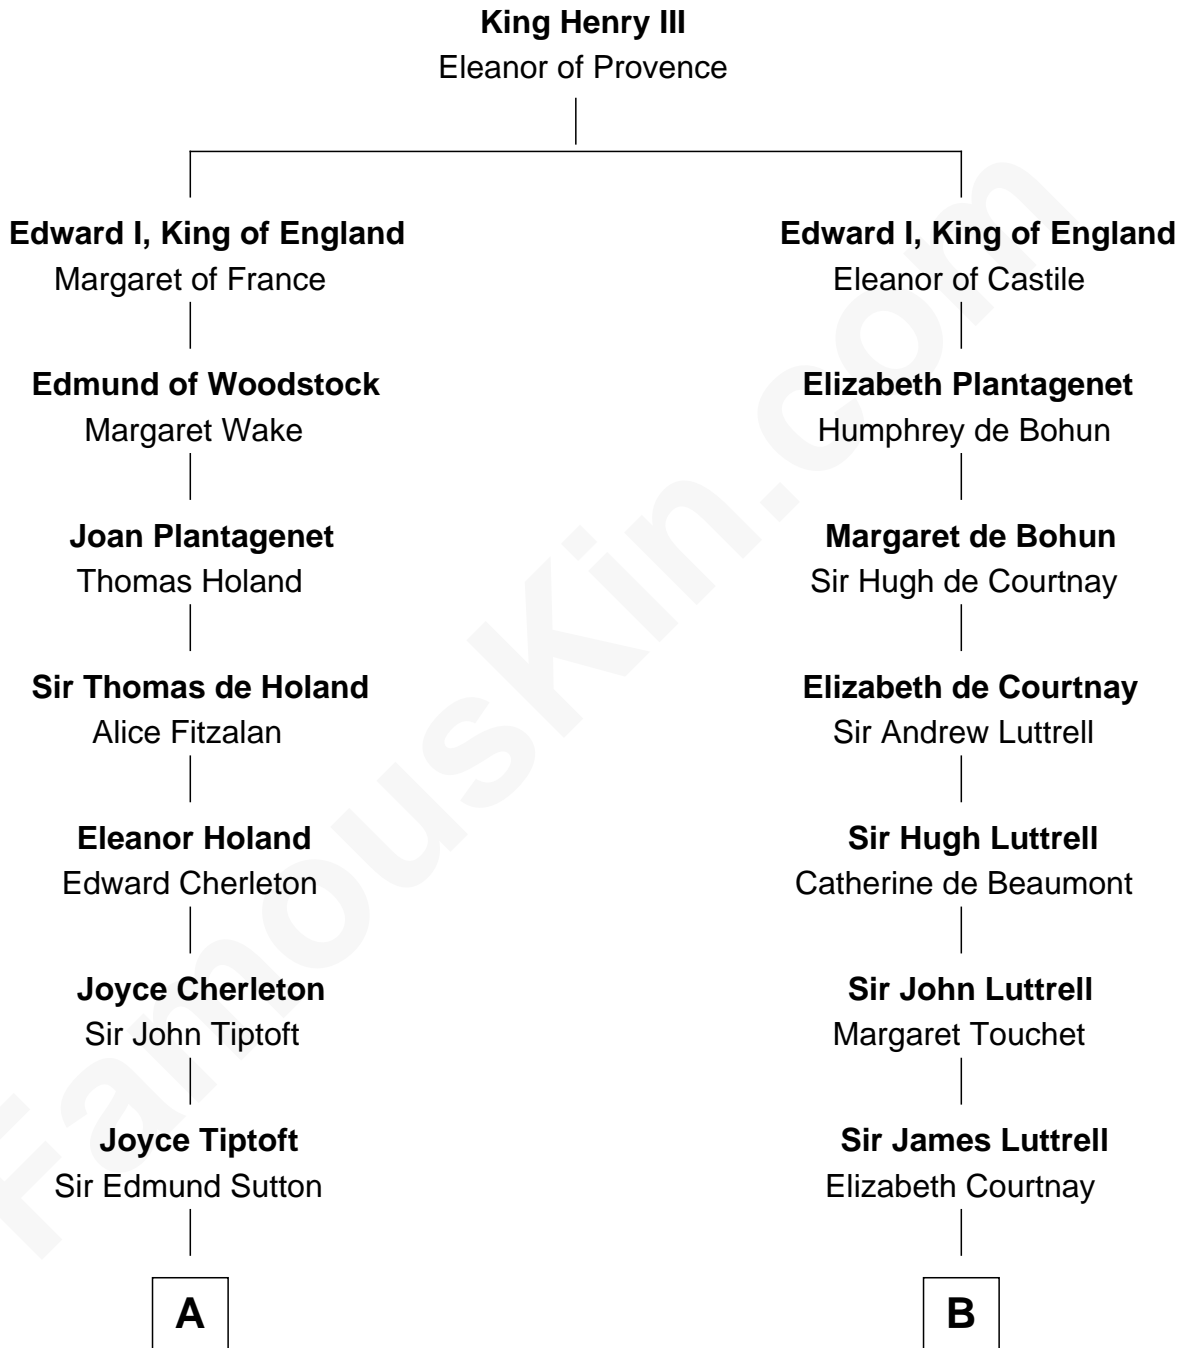 King Henry III
Eleanor of Provence
Edward I, King of England
Margaret of France
Edward I, King of England
Eleanor of Castile
Edmund of Woodstock
Margaret Wake
Elizabeth Plantagenet
Humphrey de Bohun
Joan Plantagenet
Thomas Holand
Margaret de Bohun
Sir Hugh de Courtnay
Sir Thomas de Holand
Alice Fitzalan
Elizabeth de Courtnay
Sir Andrew Luttrell
Eleanor Holand
Edward Cherleton
Sir Hugh Luttrell
Catherine de Beaumont
Joyce Cherleton
Sir John Tiptoft
Sir John Luttrell
Margaret Touchet
Joyce Tiptoft
Sir Edmund Sutton
Sir James Luttrell
Elizabeth Courtnay
A
B
FamousKin.com